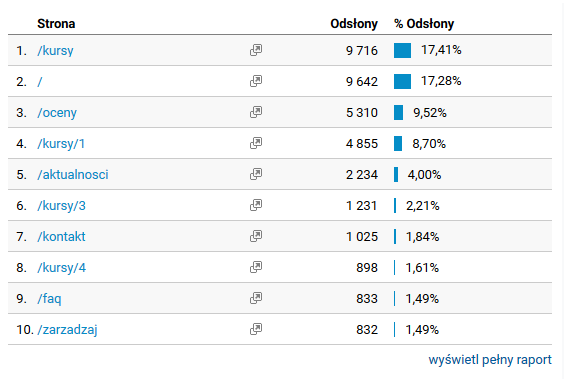 Strona Odsłony % Odsłony
1. /kursy 9 716 17,41%
2. / 9 642 17,28%
3. /oceny 5 310 9,52%
4. /kursy/1 4 855 8,70%
5. /aktualnosci 2 234 4,00%
6. /kursy/3 1 231 2,21%
7. /kontakt 1 025 1,84%
8. /kursy/4 898 1,61%
9. /faq 833 1,49%
10. /zarzadzaj 832 1,49%
wyświetl pełny raport